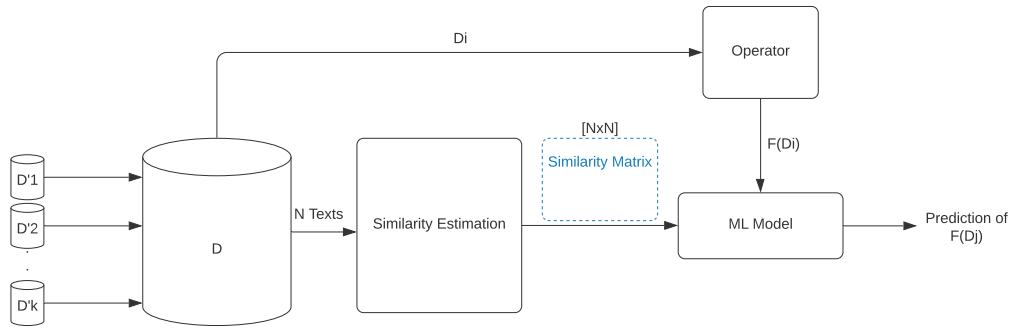 Di
Operator
[NxN]
Similarity Matrix
F(Di)
D'1
D'2
.
.
D'k
D
N Texts
Similarity Estimation
ML Model
Prediction of
F(Dj)